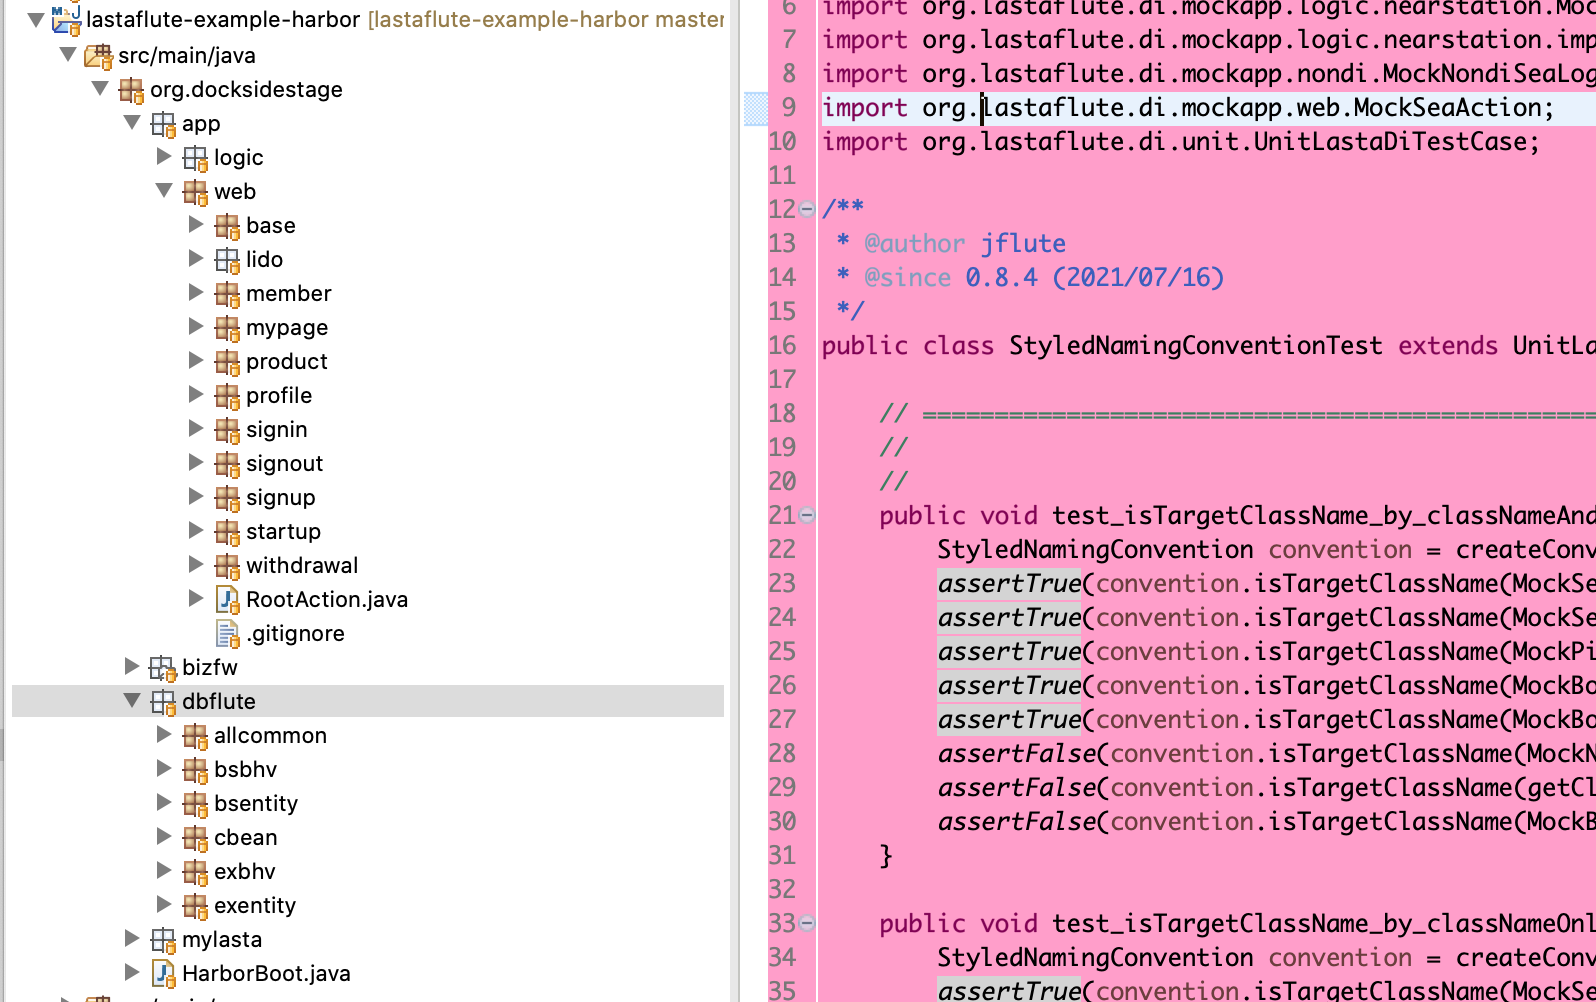 lastaflute-example-harbor [lastaflute-example-harbor master
src/main/java
org.docksidestage
app
logic
web
base
lido
member
mypage
product
profile
signin
signout
signup
startup
withdrawal
RootAction.java
.gitignore
bizfw
dbflute
allcommon
bsbhv
bsentity
cbean
exbhv
exentity
mylasta
HarborBoot.java
6 import org.lastaflute.di.mockapp.logic.nearstation.Moc
7 import org.lastaflute.di.mockapp.logic.nearstation.imp
8 import org.lastaflute.di.mockapp.nondi.MockNondiSeaLog
9 import org.lastaflute.di.mockapp.web.MockSeaAction;
10 import org.lastaflute.di.unit.UnitLastaDiTestCase;
11
12 /**
13 * @author jflute
14 * @since 0.8.4 (2021/07/16)
15 */
16 public class StyledNamingConventionTest extends UnitLa
17
18 // ===============================================
19 //
20 //
21 public void test_isTargetClassName_by_classNameAnd
22 StyledNamingConvention convention = createConv
23 assertTrue(convention.isTargetClassName(MockSe
24 assertTrue(convention.isTargetClassName(MockSe
25 assertTrue(convention.isTargetClassName(MockPi
26 assertTrue(convention.isTargetClassName(MockBo
27 assertTrue(convention.isTargetClassName(MockBo
28 assertFalse(convention.isTargetClassName(MockN
29 assertFalse(convention.isTargetClassName(getCl
30 assertFalse(convention.isTargetClassName(MockB
31 }
32
33 public void test_isTargetClassName_by_classNameOnl
34 StyledNamingConvention convention = createConv
35 assertTrue(convention.isTargetClassName(MockSe